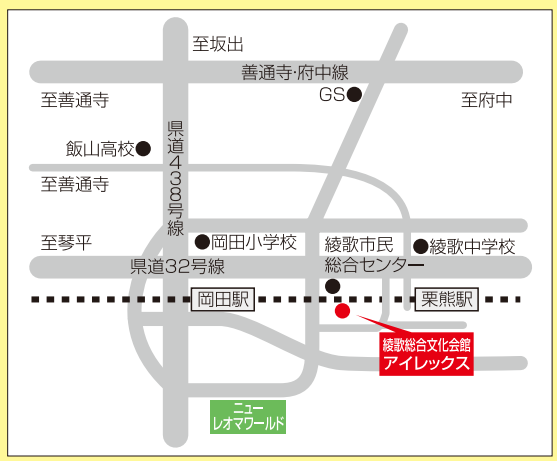 至坂出
善通寺・府中線
至善通寺
GS
至府中
飯山高校
県道438号線
至善通寺
至琴平
岡田小学校
綾歌市民
総合センター
綾歌中学校
県道32号線
岡田駅
栗熊駅
綾歌総合文化会館
アイレックス
ニュー
レオマワールド